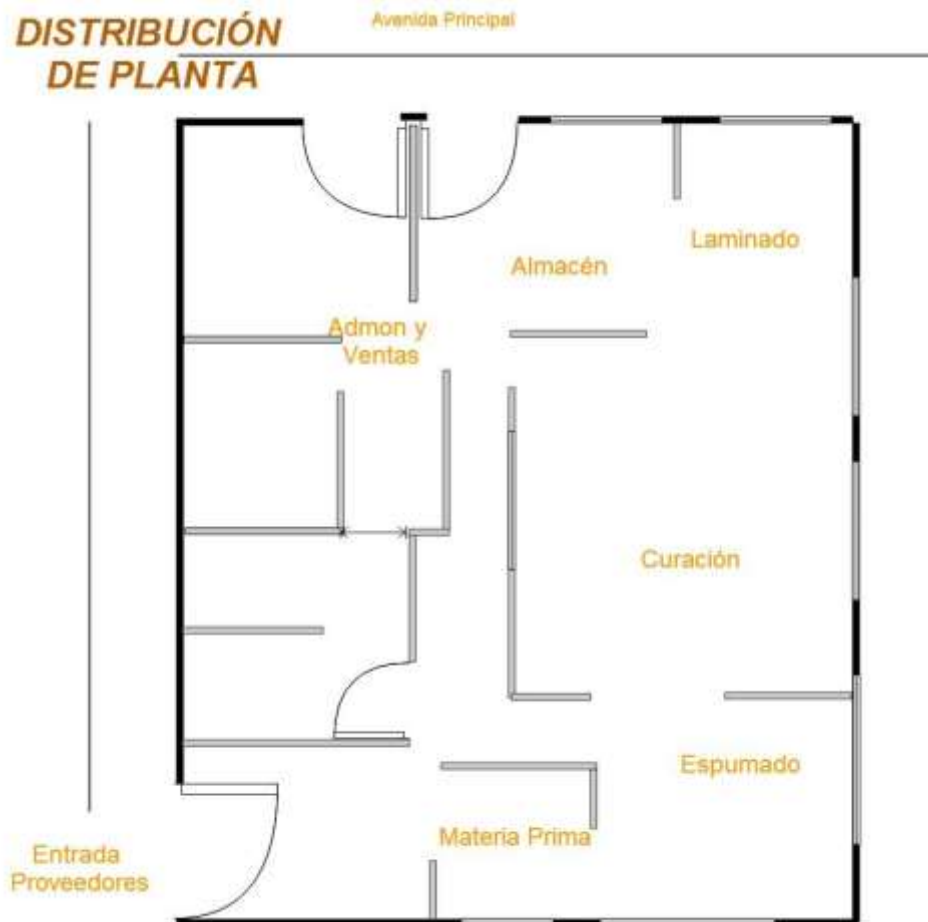 DISTRIBUCIÓN
DE PLANTA
Avenida Principal
Laminado
Almacén
Admon y
Ventas
Curación
Espumado
Materia Prima
Entrada
Proveedores